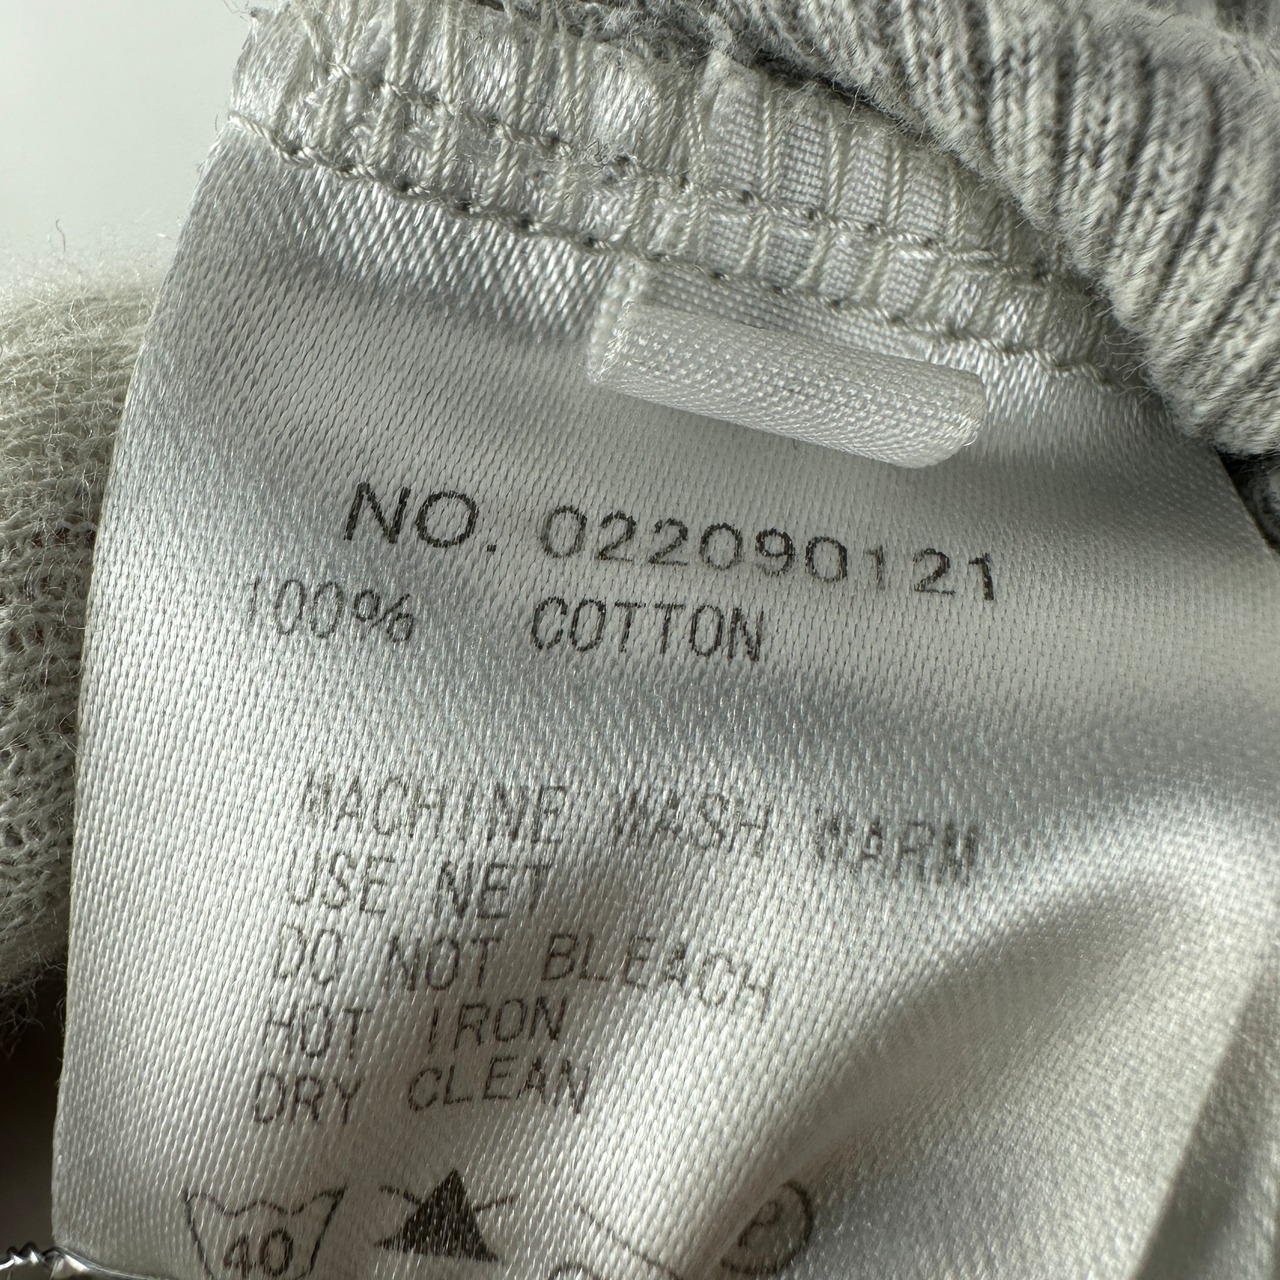 NO. 022090121
100% COTTON
MACHINE WASH WARM
USE NET
DO NOT BLEACH
HOT IRON
DRY CLEAN
40 P